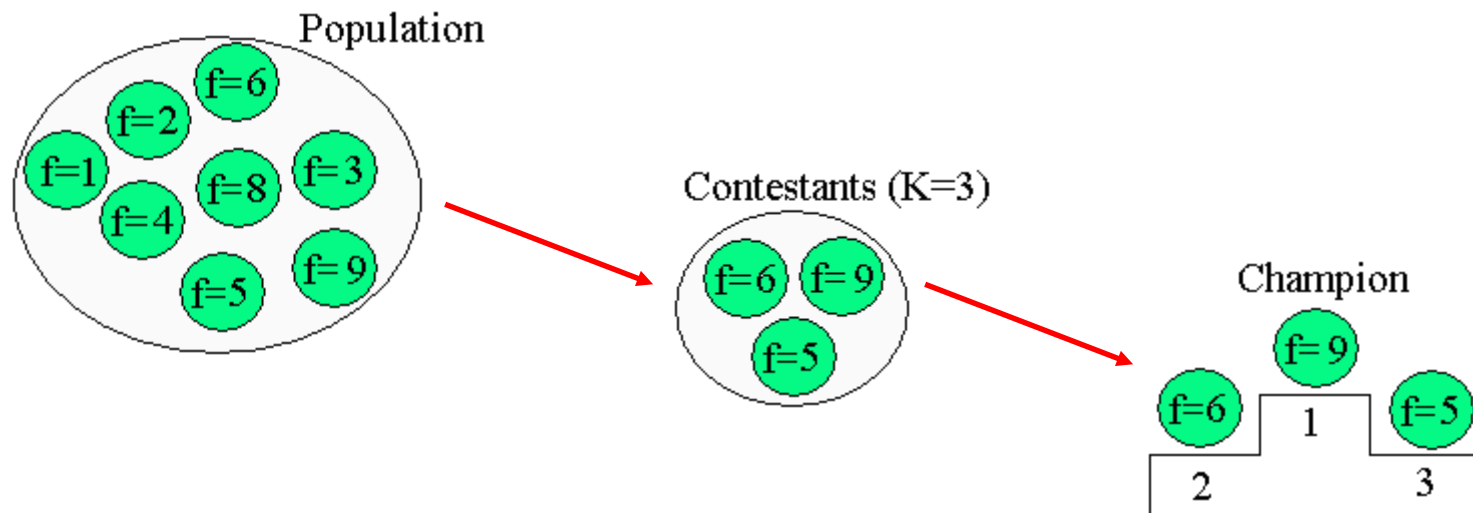 Population
f=6
f=2
f=1
f=8
f=3
f=4
f=5
f=9
Contestants (K=3)
f=6
f=9
f=5
Champion
f=9
f=6
f=5
1
2
3